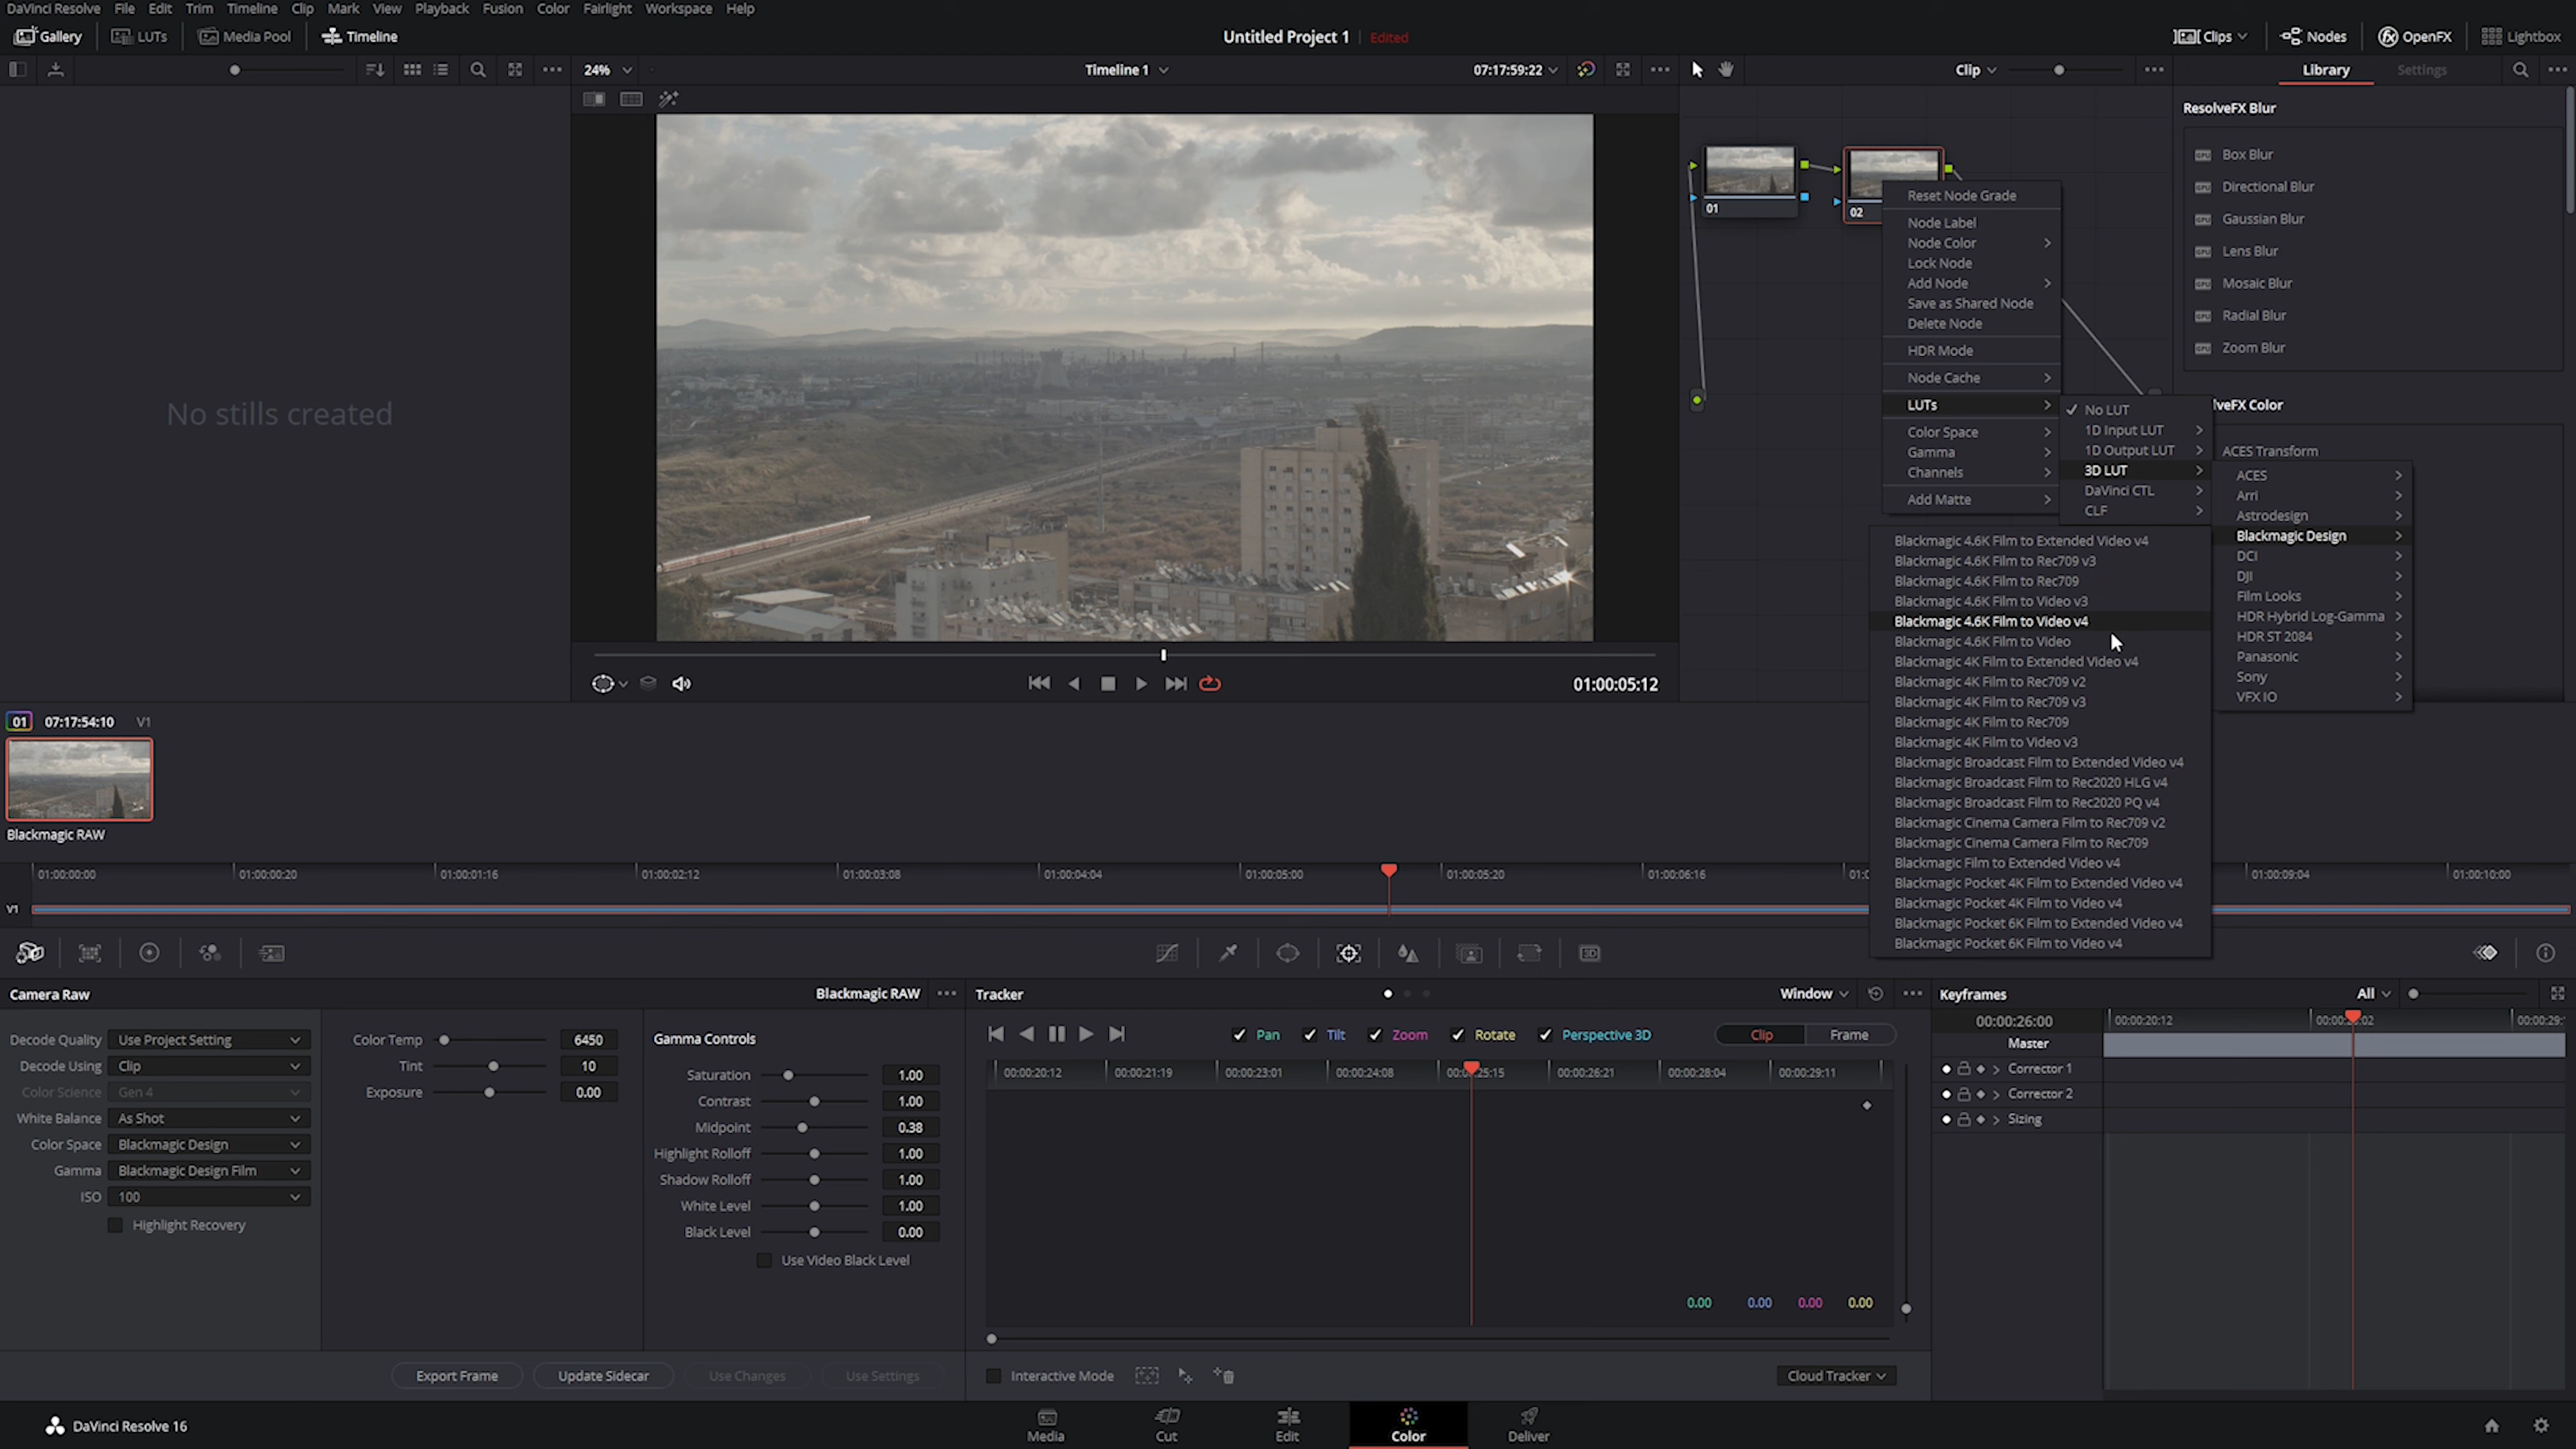 DaVinci Resolve File Edit Trim Timeline Clip Mark View Playback Fusion Color Fairlight Workspace Help
Gallery LUTs Media Pool Timeline Untitled Project 1 Edited Clips Nodes OpenFX Lightbox
24% Timeline 1 07:17:59:22 Clip Library Settings
ResolveFX Blur
Box Blur
Directional Blur
Gaussian Blur
Lens Blur
Mosaic Blur
Radial Blur
Zoom Blur
lveFX Color
ACES Transform
01
02
No stills created
Reset Node Grade
Node Label
Node Color
Lock Node
Add Node
Save as Shared Node
Delete Node
HDR Mode
Node Cache
LUTs
Color Space
Gamma
Channels
Add Matte
No LUT
1D Input LUT
1D Output LUT
3D LUT
DaVinci CTL
CLF
ACES
Arri
Astrodesign
Blackmagic Design
DCI
DJI
Film Looks
HDR Hybrid Log-Gamma
HDR ST 2084
Panasonic
Sony
VFX IO
Blackmagic 4.6K Film to Extended Video v4
Blackmagic 4.6K Film to Rec709 v3
Blackmagic 4.6K Film to Rec709
Blackmagic 4.6K Film to Video v3
Blackmagic 4.6K Film to Video v4
Blackmagic 4.6K Film to Video
Blackmagic 4K Film to Extended Video v4
Blackmagic 4K Film to Rec709 v2
Blackmagic 4K Film to Rec709 v3
Blackmagic 4K Film to Rec709
Blackmagic 4K Film to Video v3
Blackmagic Broadcast Film to Extended Video v4
Blackmagic Broadcast Film to Rec2020 HLG v4
Blackmagic Broadcast Film to Rec2020 PQ v4
Blackmagic Cinema Camera Film to Rec709 v2
Blackmagic Cinema Camera Film to Rec709
Blackmagic Film to Extended Video v4
Blackmagic Pocket 4K Film to Extended Video v4
Blackmagic Pocket 4K Film to Video v4
Blackmagic Pocket 6K Film to Extended Video v4
Blackmagic Pocket 6K Film to Video v4
01:00:05:12
01 07:17:54:10 V1
Blackmagic RAW
01:00:00:00 01:00:00:20 01:00:01:16 01:00:02:12 01:00:03:08 01:00:04:04 01:00:05:00 01:00:05:20 01:00:06:16 01:0 01:00:09:04 01:00:10:00
V1
Camera Raw Blackmagic RAW
Decode Quality Use Project Setting
Decode Using Clip
Color Science Gen 4
White Balance As Shot
Color Space Blackmagic Design
Gamma Blackmagic Design Film
ISO 100
Highlight Recovery
Color Temp 6450
Tint 10
Exposure 0.00
Gamma Controls
Saturation 1.00
Contrast 1.00
Midpoint 0.38
Highlight Rolloff 1.00
Shadow Rolloff 1.00
White Level 1.00
Black Level 0.00
Use Video Black Level
Export Frame Update Sidecar Use Changes Use Settings
Tracker Window
Pan Tilt Zoom Rotate Perspective 3D Clip Frame
00:00:20:12 00:00:21:19 00:00:23:01 00:00:24:08 00:00:25:15 00:00:26:21 00:00:28:04 00:00:29:11
0.00 0.00 0.00 0.00
Interactive Mode Cloud Tracker
Keyframes All
00:00:26:00 00:00:20:12 00:00:29:
Master
Corrector 1
Corrector 2
Sizing
DaVinci Resolve 16
Media Cut Edit Color Deliver